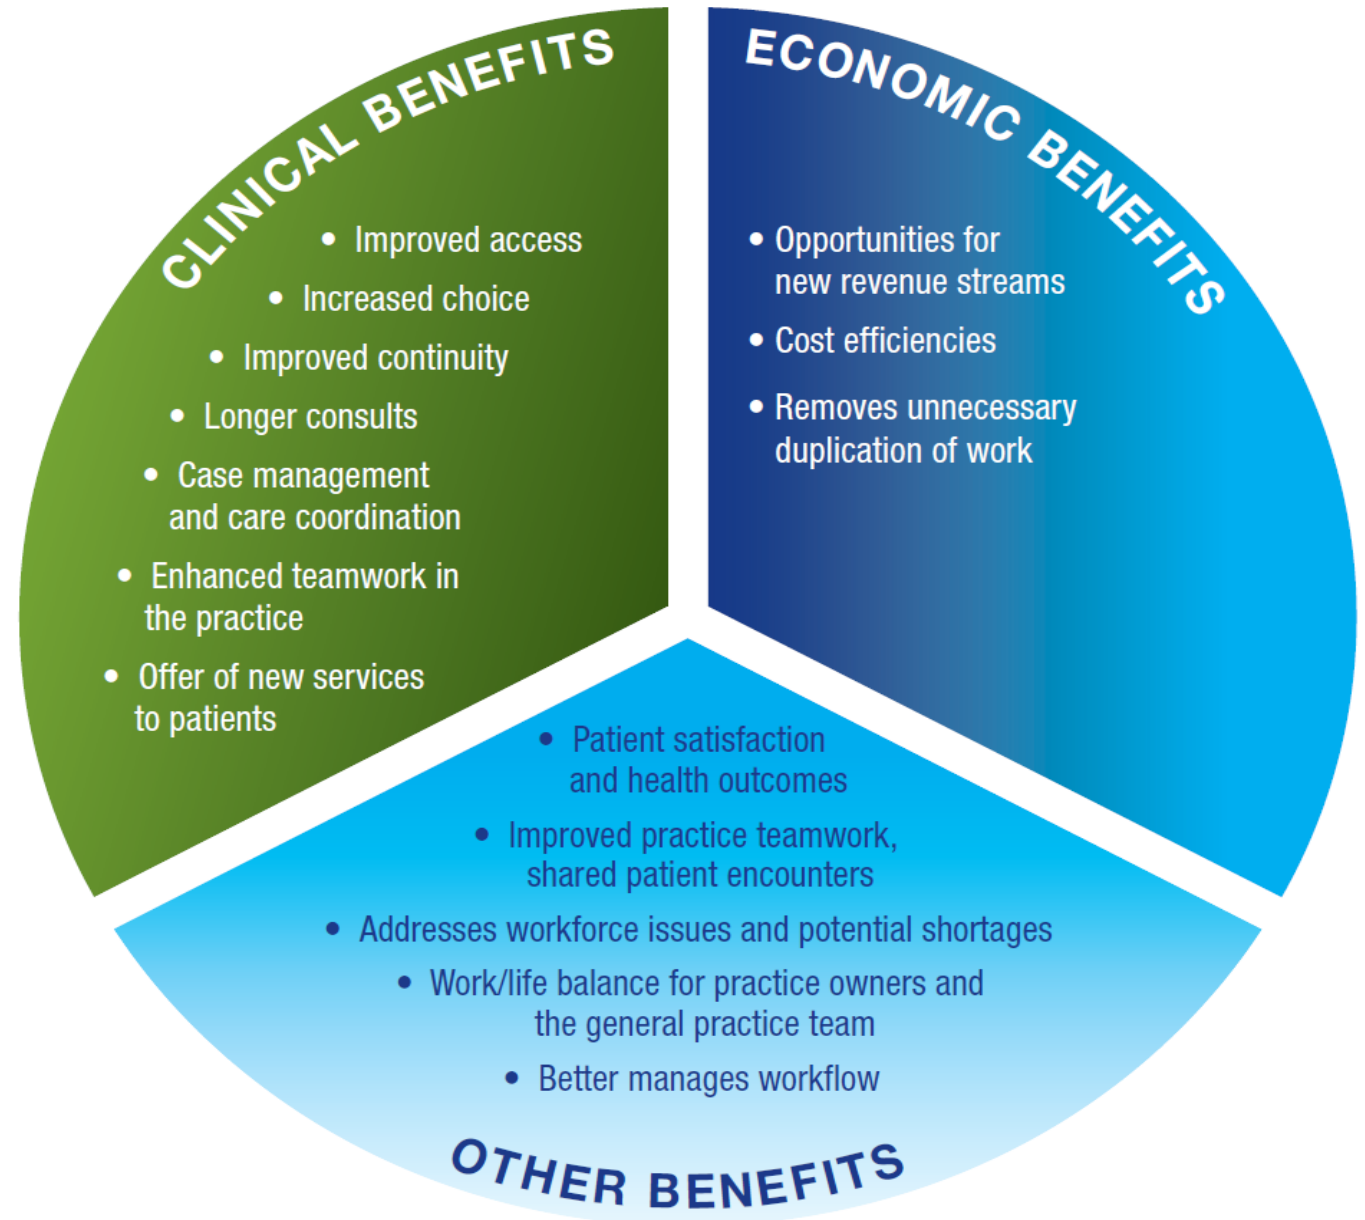 CLINICAL BENEFITS
• Improved access
• Increased choice
• Improved continuity
• Longer consults
• Case management
and care coordination
• Enhanced teamwork in
the practice
• Offer of new services
to patients
ECONOMIC BENEFITS
• Opportunities for
new revenue streams
• Cost efficiencies
• Removes unnecessary
duplication of work
• Patient satisfaction
and health outcomes
• Improved practice teamwork,
shared patient encounters
• Addresses workforce issues and potential shortages
• Work/life balance for practice owners and
the general practice team
• Better manages workflow
OTHER BENEFITS